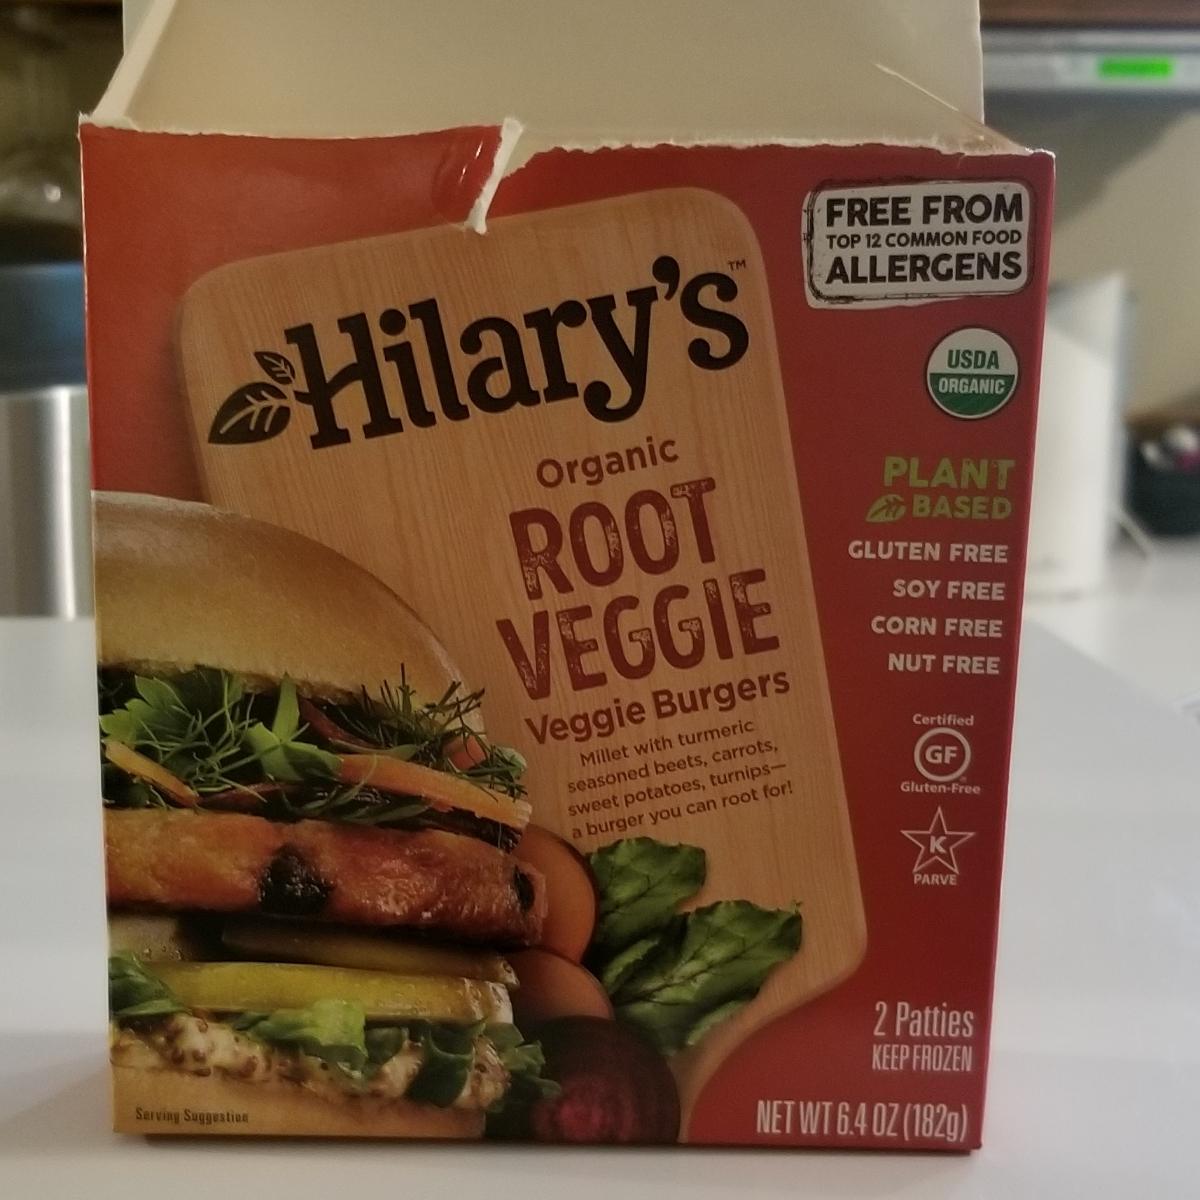 FREE FROM
TOP 12 COMMON FOOD
ALLERGENS
Hilary's™
USDA
ORGANIC
Organic
ROOT
VEGGIE
Veggie Burgers
Millet with turmeric
seasoned beets, carrots,
sweet potatoes, turnips—
a burger you can root for!
PLANT
BASED
GLUTEN FREE
SOY FREE
CORN FREE
NUT FREE
Certified
GF
Gluten-Free
K
PARVE
2 Patties
KEEP FROZEN
NET WT 6.4 OZ (182g)
Serving Suggestion